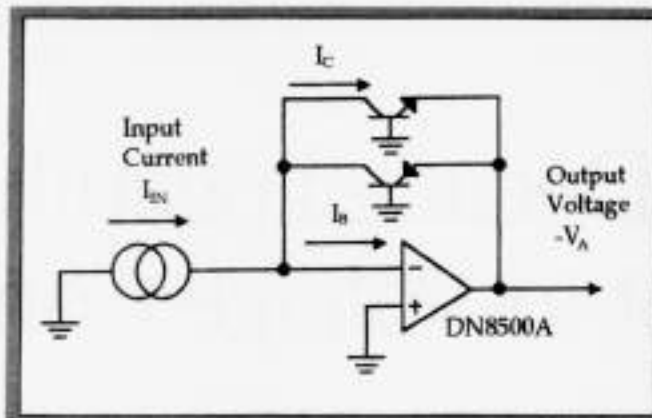 I_C
Input
Current
I_IN
I_B
Output
Voltage
-V_A
-
+
DN8500A